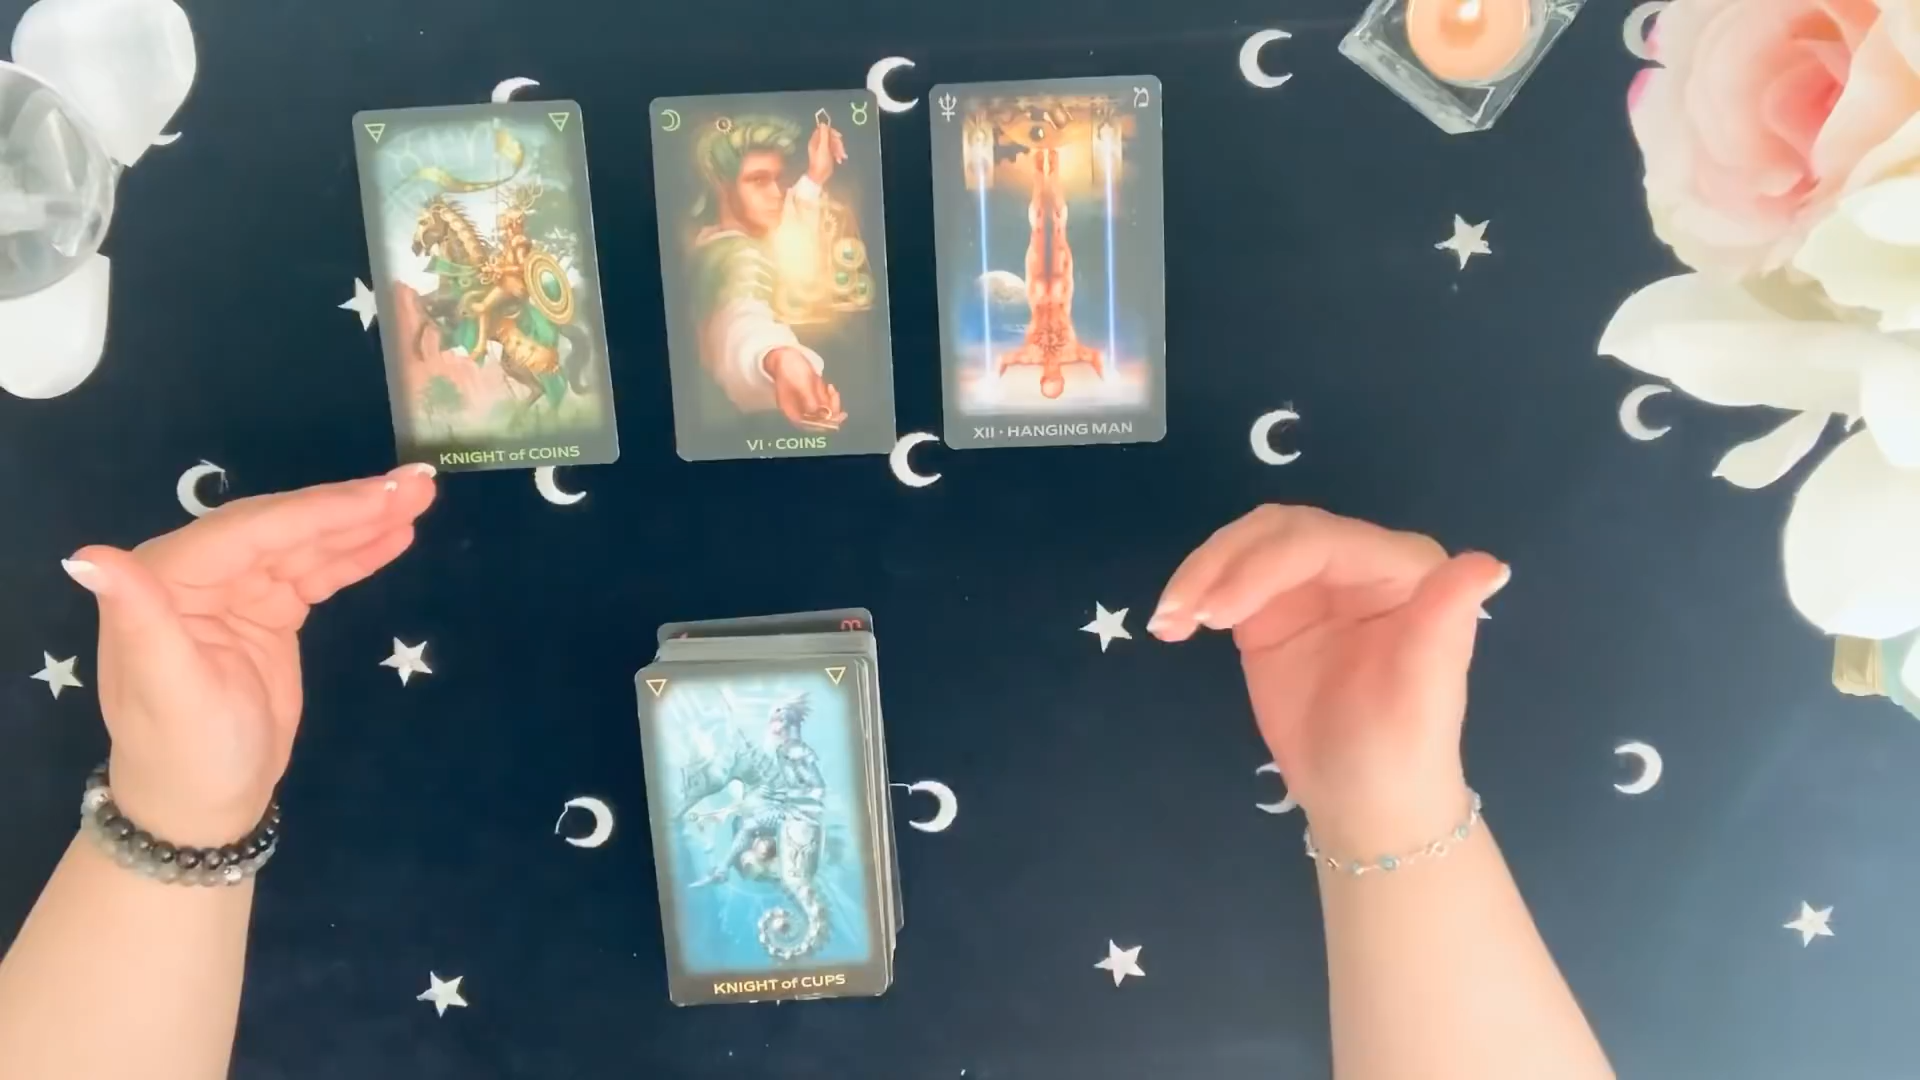 KNIGHT of COINS
VI · COINS
XII · HANGING MAN
מ
KNIGHT of CUPS